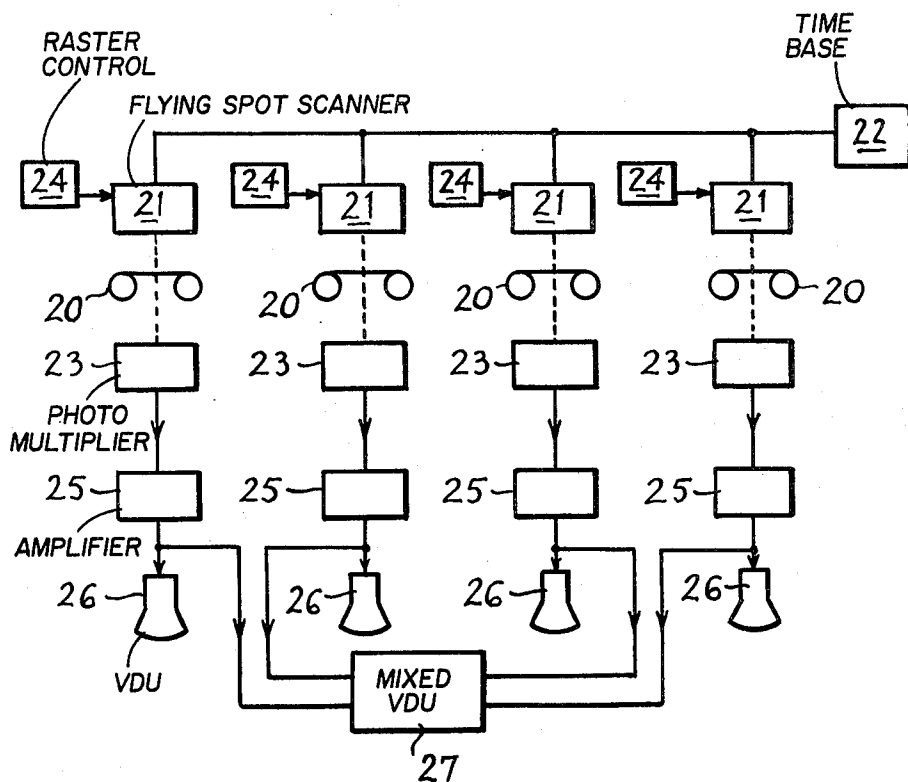 RASTER
CONTROL
TIME
BASE
FLYING SPOT SCANNER
22
24
21
24
21
24
21
24
21
20
20
20
20
23
23
23
23
PHOTO
MULTIPLIER
25
25
25
25
AMPLIFIER
26
26
26
26
VDU
MIXED
VDU
27